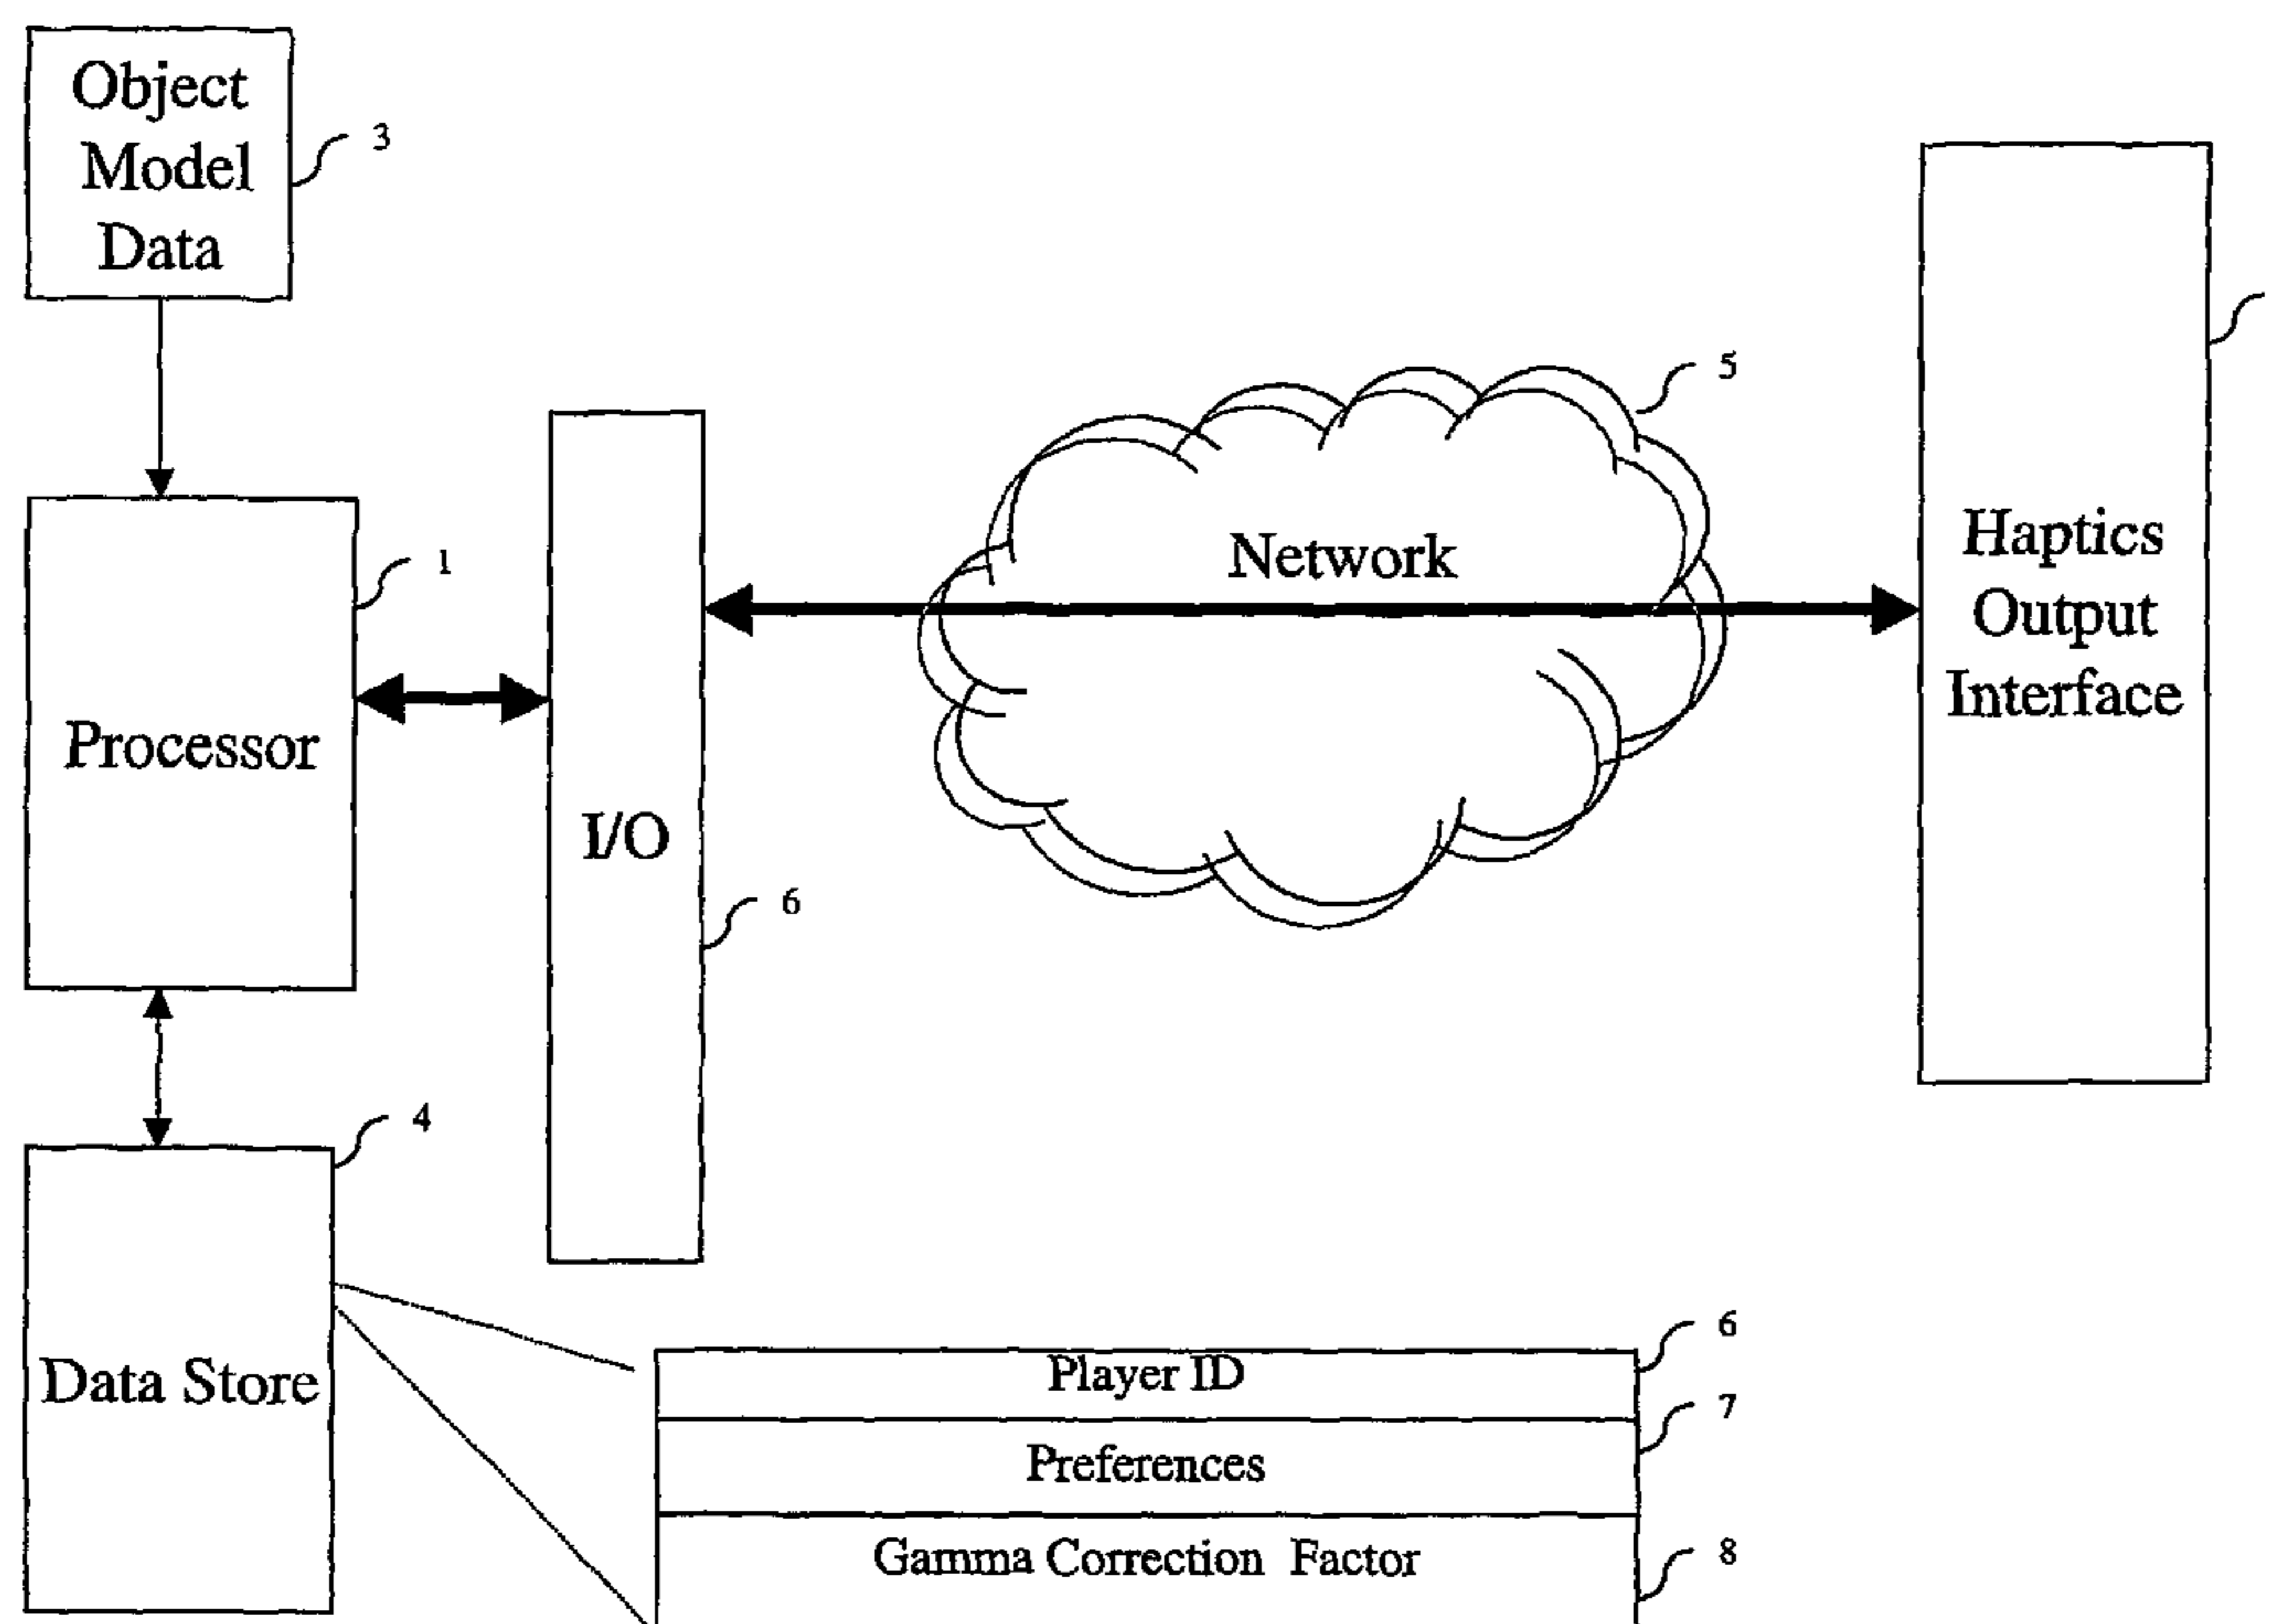 Object
Model
Data
3
Processor
1
I/O
6
Network
5
Haptics
Output
Interface
Data Store
4
Player ID
6
Preferences
7
Gamma Correction Factor
8